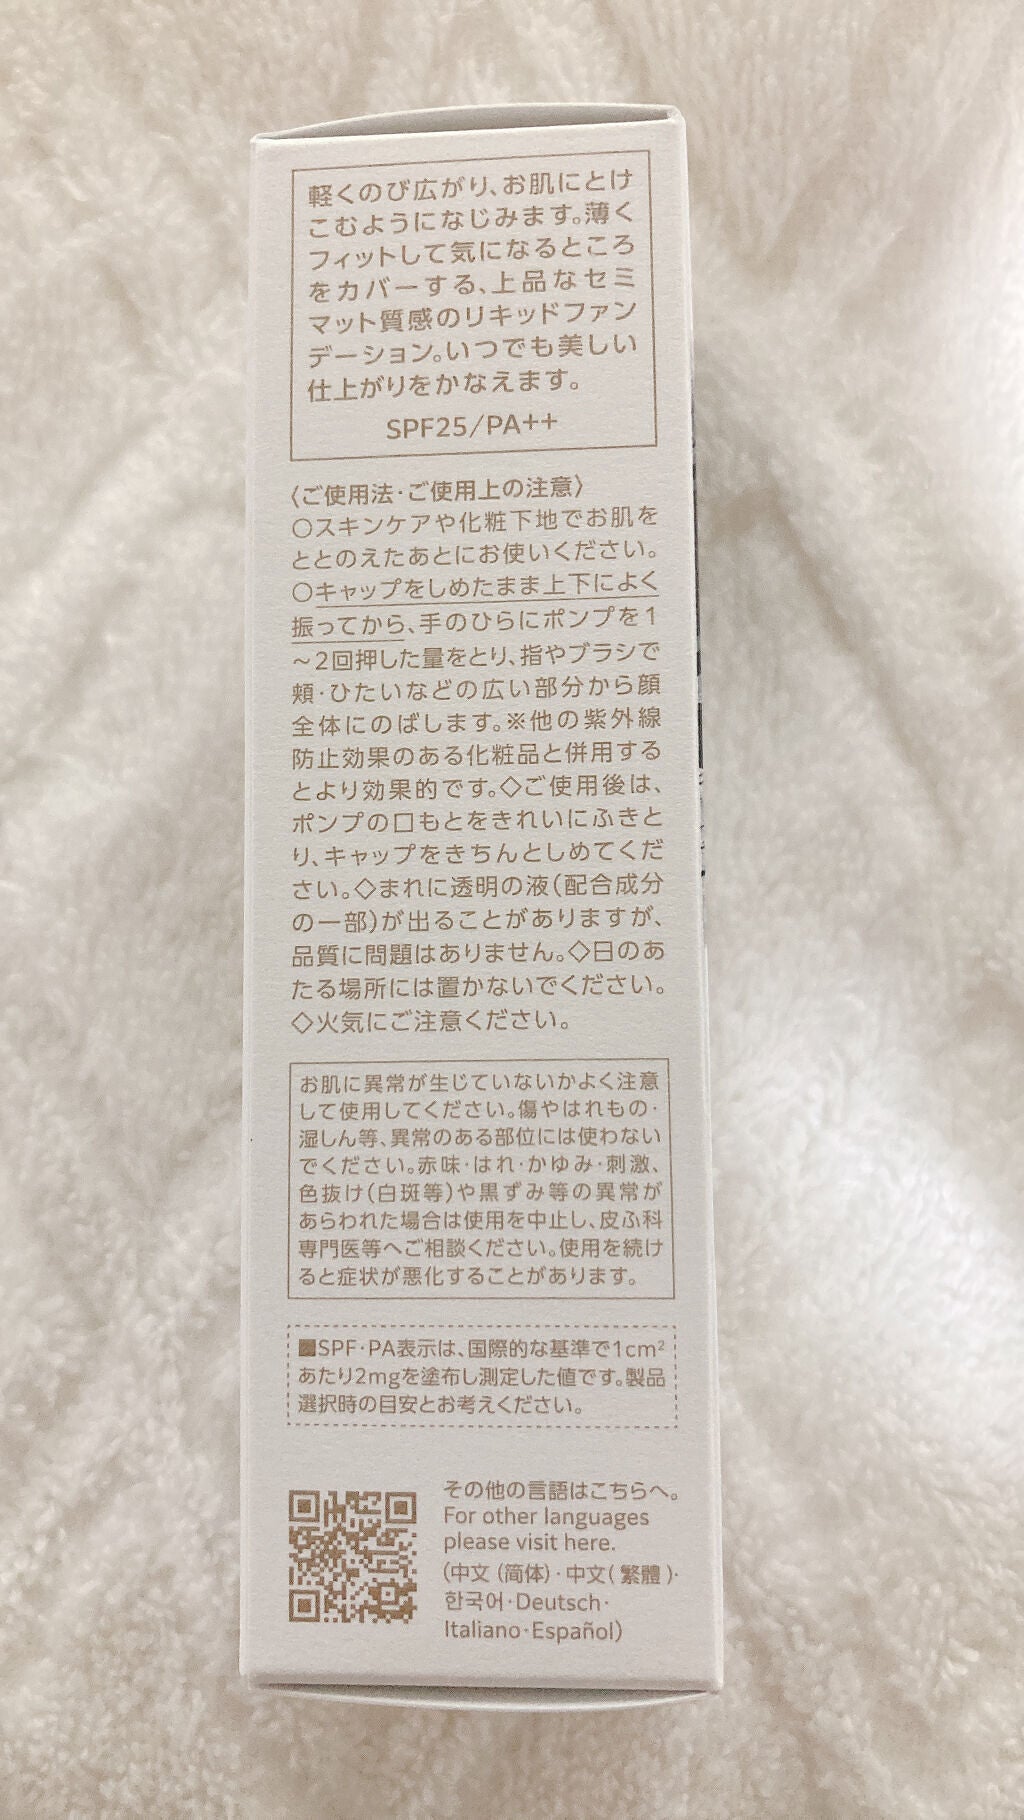 軽くのび広がり、お肌にとけ
こむようになじみます。薄く
フィットして気になるところ
をカバーする、上品なセミ
マット質感のリキッドファン
デーション。いつでも美しい
仕上がりをかなえます。
SPF25/PA++
〈ご使用法・ご使用上の注意〉
○スキンケアや化粧下地でお肌を
ととのえたあとにお使いください。
○キャップをしめたまま上下によく
振ってから、手のひらにポンプを1
～2回押した量をとり、指やブラシで
頬・ひたいなどの広い部分から顔
全体にのばします。※他の紫外線
防止効果のある化粧品と併用する
とより効果的です。◇ご使用後は、
ポンプの口もとをきれいにふきと
り、キャップをきちんとしめてくだ
さい。◇まれに透明の液（配合成分
の一部）が出ることがありますが、
品質に問題はありません。◇日のあ
たる場所には置かないでください。
◇火気にご注意ください。
お肌に異常が生じていないかよく注意
して使用してください。傷やはれもの・
湿しん等、異常のある部位には使わない
でください。赤味・はれ・かゆみ・刺激、
色抜け（白斑等）や黒ずみ等の異常が
あらわれた場合は使用を中止し、皮ふ科
専門医等へご相談ください。使用を続け
ると症状が悪化することがあります。
■SPF・PA表示は、国際的な基準で1cm²
あたり2mgを塗布し測定した値です。製品
選択時の目安とお考えください。
その他の言語はこちらへ。
For other languages
please visit here.
(中文 (简体)・中文( 繁體 )・
한국어・Deutsch・
Italiano・Español)